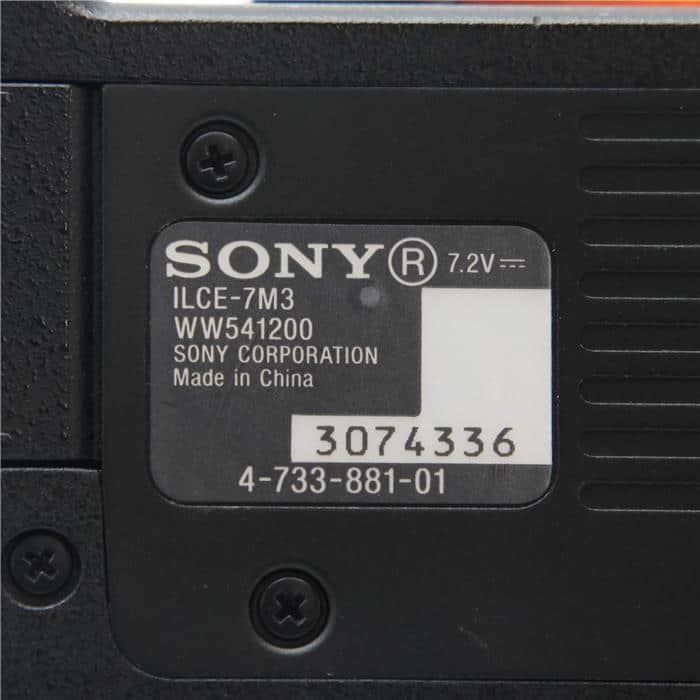 SONY Ⓡ 7.2V ⎓
ILCE-7M3
WW541200
SONY CORPORATION
Made in China
3074336
4-733-881-01